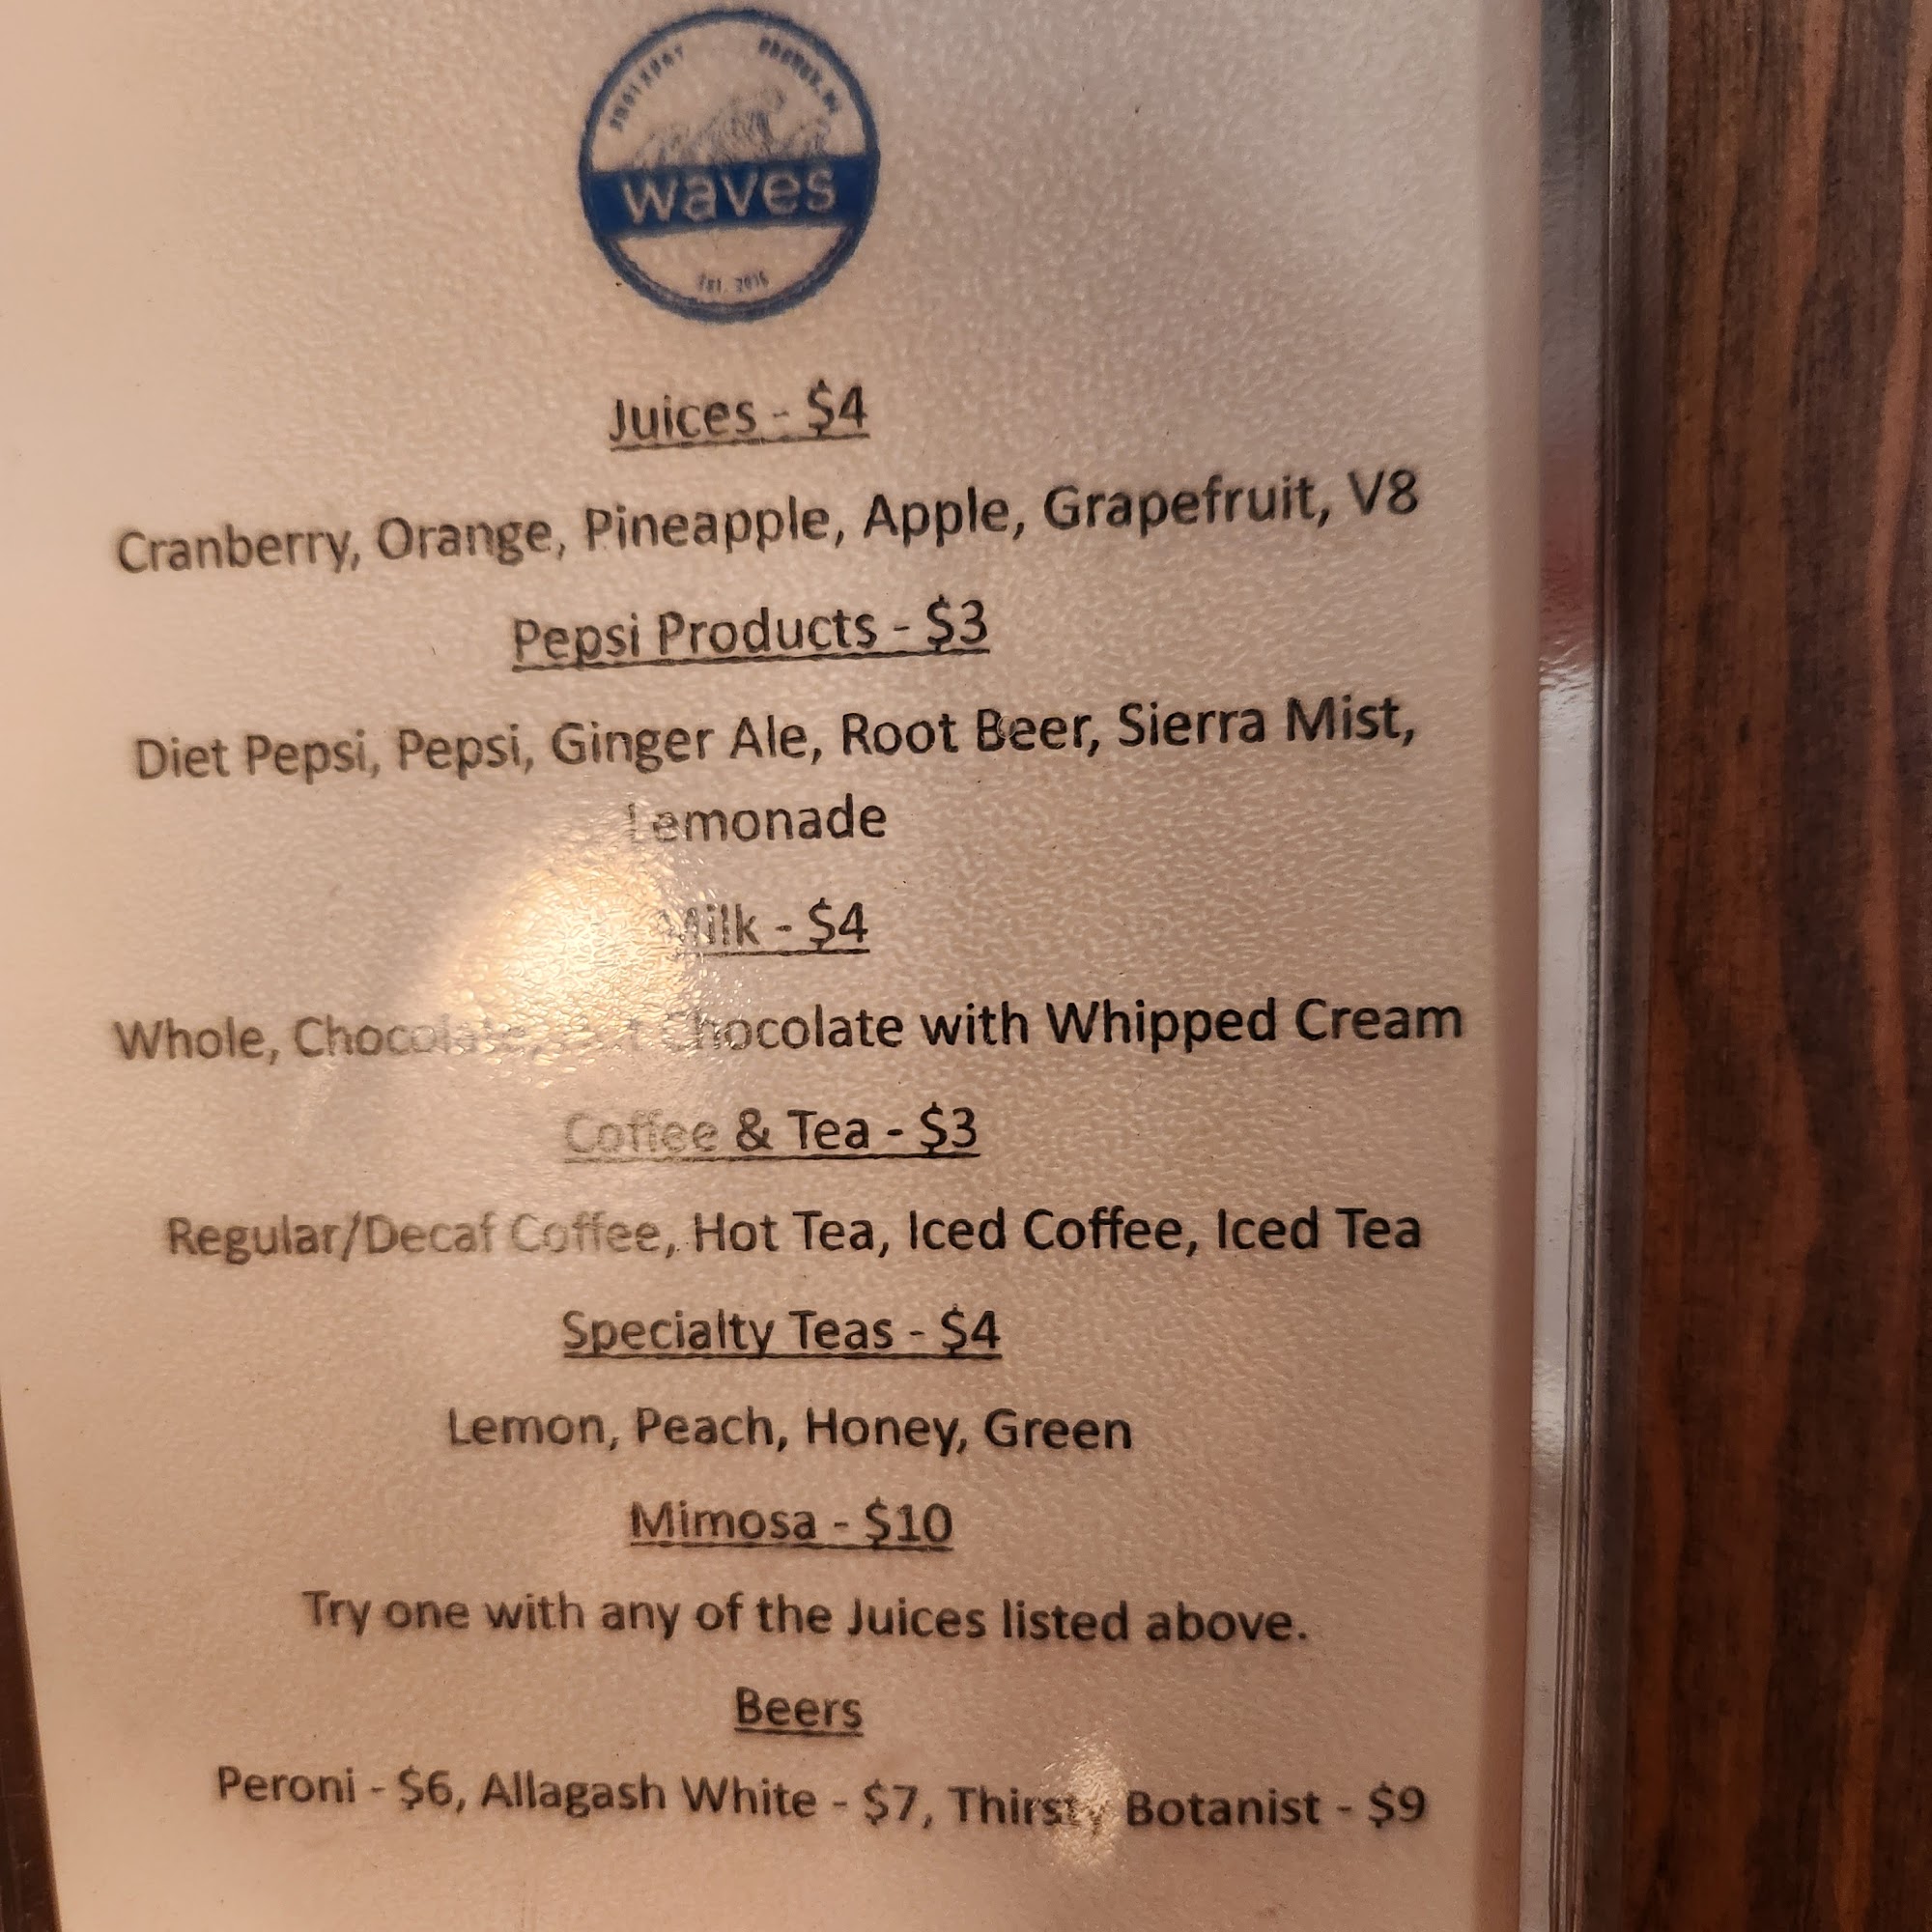 waves
EST. 2015
Juices - $4
Cranberry, Orange, Pineapple, Apple, Grapefruit, V8
Pepsi Products - $3
Diet Pepsi, Pepsi, Ginger Ale, Root Beer, Sierra Mist,
Lemonade
Milk - $4
Whole, Chocolate, Hot Chocolate with Whipped Cream
Coffee & Tea - $3
Regular/Decaf Coffee, Hot Tea, Iced Coffee, Iced Tea
Specialty Teas - $4
Lemon, Peach, Honey, Green
Mimosa - $10
Try one with any of the Juices listed above.
Beers
Peroni - $6, Allagash White - $7, Thirsty Botanist - $9